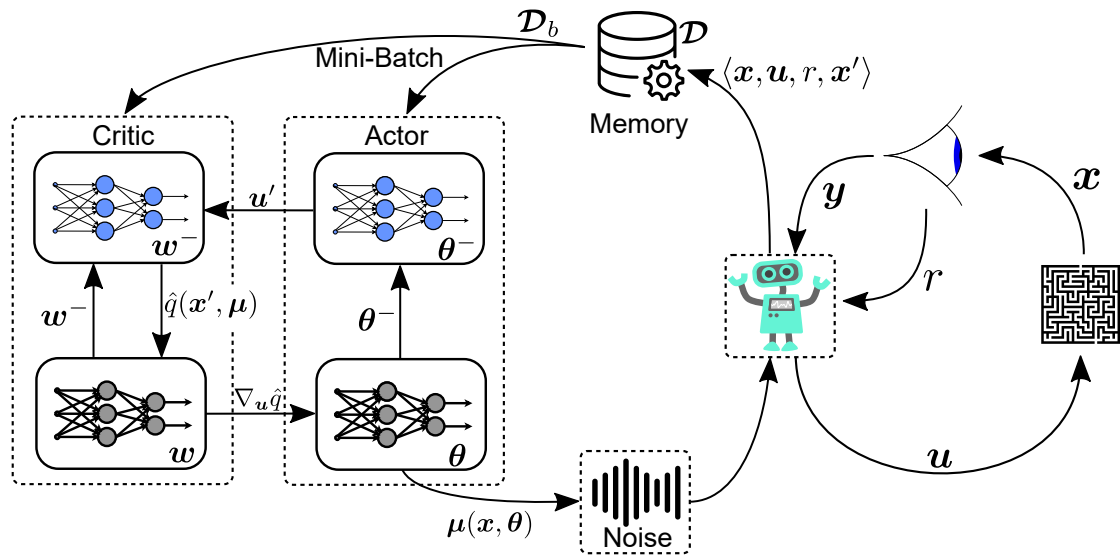 𝓓_b
𝓓
Mini-Batch
⟨x, u, r, x′⟩
Memory
Critic
Actor
y
x
u′
w⁻
θ⁻
r
w⁻
q̂(x′, μ)
θ⁻
∇_u q̂
w
θ
u
μ(x, θ)
Noise